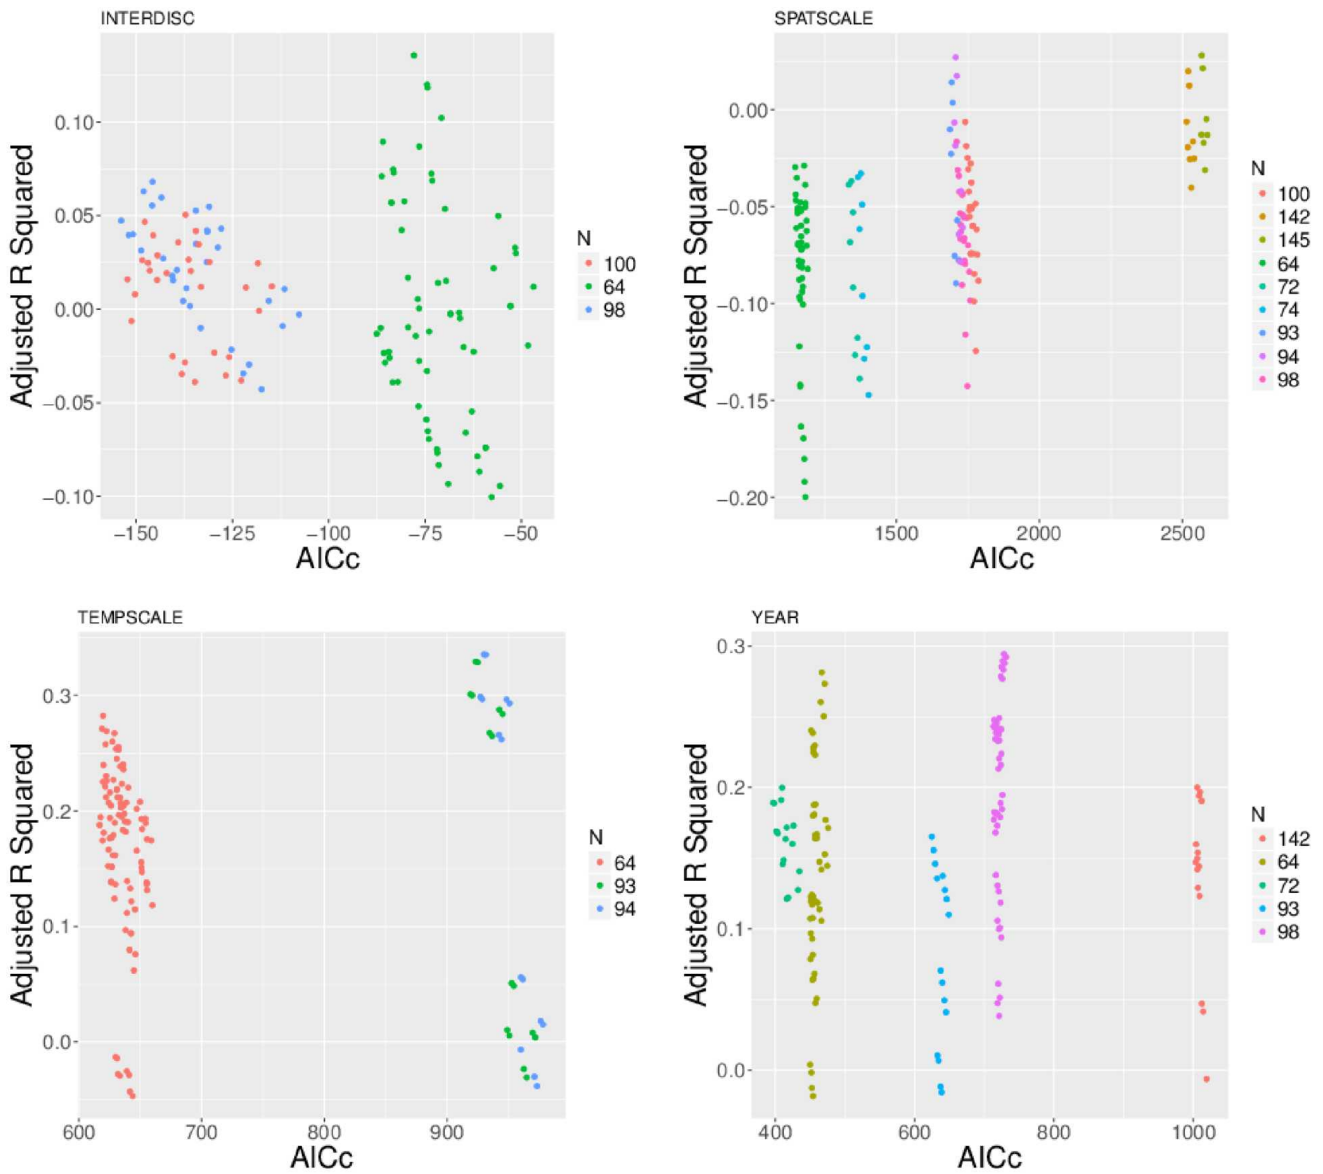 INTERDISC
Adjusted R Squared
0.10
0.05
0.00
−0.05
−0.10
−150 −125 −100 −75 −50
AICc
N
100
64
98
SPATSCALE
Adjusted R Squared
0.00
−0.05
−0.10
−0.15
−0.20
1500 2000 2500
AICc
N
100
142
145
64
72
74
93
94
98
TEMPSCALE
Adjusted R Squared
0.3
0.2
0.1
0.0
600 700 800 900
AICc
N
64
93
94
YEAR
Adjusted R Squared
0.3
0.2
0.1
0.0
400 600 800 1000
AICc
N
142
64
72
93
98